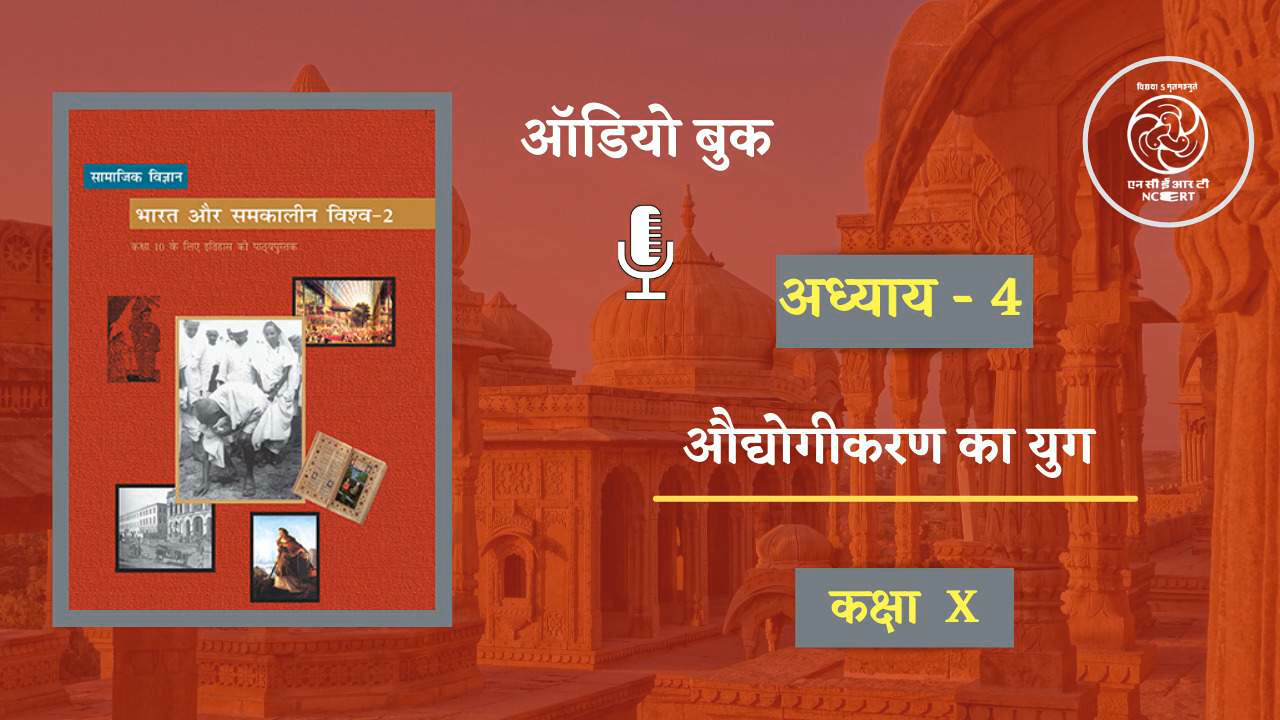 सामाजिक विज्ञान
भारत और समकालीन विश्व-2
कक्षा 10 के लिए इतिहास की पाठ्यपुस्तक
ऑडियो बुक
अध्याय - 4
औद्योगीकरण का युग
कक्षा X
एन सी ई आर टी
NCERT